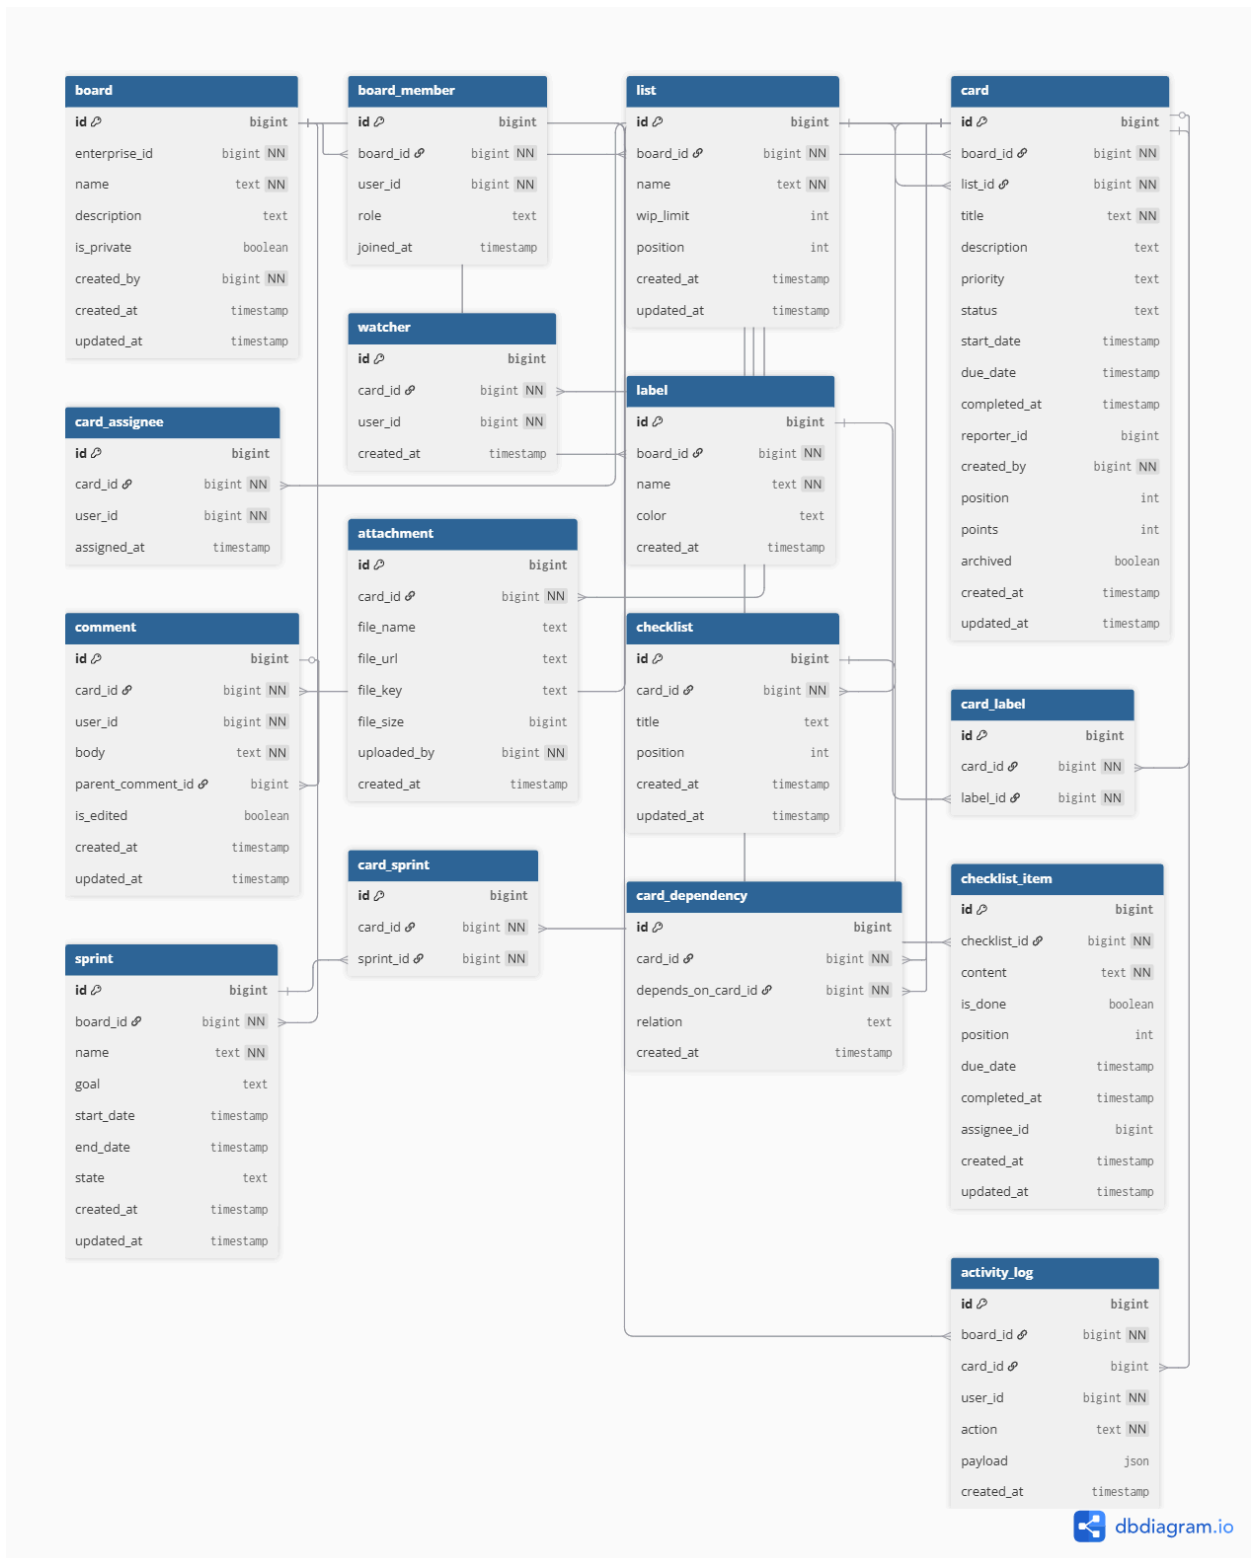 board
id bigint
enterprise_id bigint NN
name text NN
description text
is_private boolean
created_by bigint NN
created_at timestamp
updated_at timestamp
board_member
id bigint
board_id bigint NN
user_id bigint NN
role text
joined_at timestamp
list
id bigint
board_id bigint NN
name text NN
wip_limit int
position int
created_at timestamp
updated_at timestamp
card
id bigint
board_id bigint NN
list_id bigint NN
title text NN
description text
priority text
status text
start_date timestamp
due_date timestamp
completed_at timestamp
reporter_id bigint
created_by bigint NN
position int
points int
archived boolean
created_at timestamp
updated_at timestamp
watcher
id bigint
card_id bigint NN
user_id bigint NN
created_at timestamp
label
id bigint
board_id bigint NN
name text NN
color text
created_at timestamp
card_assignee
id bigint
card_id bigint NN
user_id bigint NN
assigned_at timestamp
attachment
id bigint
card_id bigint NN
file_name text
file_url text
file_key text
file_size bigint
uploaded_by bigint NN
created_at timestamp
comment
id bigint
card_id bigint NN
user_id bigint NN
body text NN
parent_comment_id bigint
is_edited boolean
created_at timestamp
updated_at timestamp
checklist
id bigint
card_id bigint NN
title text
position int
created_at timestamp
updated_at timestamp
card_label
id bigint
card_id bigint NN
label_id bigint NN
card_sprint
id bigint
card_id bigint NN
sprint_id bigint NN
card_dependency
id bigint
card_id bigint NN
depends_on_card_id bigint NN
relation text
created_at timestamp
checklist_item
id bigint
checklist_id bigint NN
content text NN
is_done boolean
position int
due_date timestamp
completed_at timestamp
assignee_id bigint
created_at timestamp
updated_at timestamp
sprint
id bigint
board_id bigint NN
name text NN
goal text
start_date timestamp
end_date timestamp
state text
created_at timestamp
updated_at timestamp
activity_log
id bigint
board_id bigint NN
card_id bigint
user_id bigint NN
action text NN
payload json
created_at timestamp
dbdiagram.io